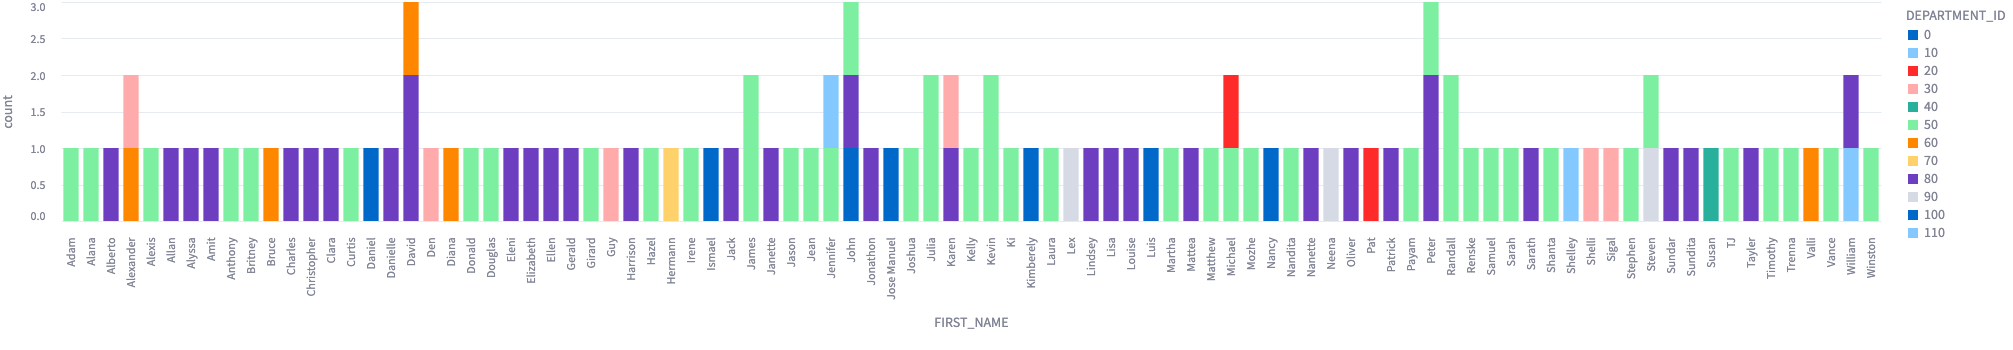 3.0
2.5
2.0
1.5
1.0
0.5
0.0
count
Adam
Alana
Alberto
Alexander
Alexis
Allan
Alyssa
Amit
Anthony
Britney
Bruce
Charles
Christopher
Clara
Curtis
Daniel
Danielle
David
Den
Diana
Donald
Douglas
Eleni
Elizabeth
Ellen
Gerald
Girard
Guy
Harrison
Hazel
Hermann
Irene
Ismael
Jack
James
Janette
Jason
Jean
Jennifer
John
Jonathon
Jose Manuel
Joshua
Julia
Karen
Kelly
Kevin
Ki
Kimberely
Laura
Lex
Lindsey
Lisa
Louise
Luis
Martha
Mattea
Matthew
Michael
Mozhe
Nancy
Nandita
Nanette
Neena
Oliver
Pat
Patrick
Payam
Peter
Randall
Renske
Samuel
Sarah
Sarath
Shanta
Shelley
Shelli
Sigal
Stephen
Steven
Sundar
Sundita
Susan
TJ
Tayler
Timothy
Trenna
Valli
Vance
William
Winston
FIRST_NAME
DEPARTMENT_ID
0
10
20
30
40
50
60
70
80
90
100
110